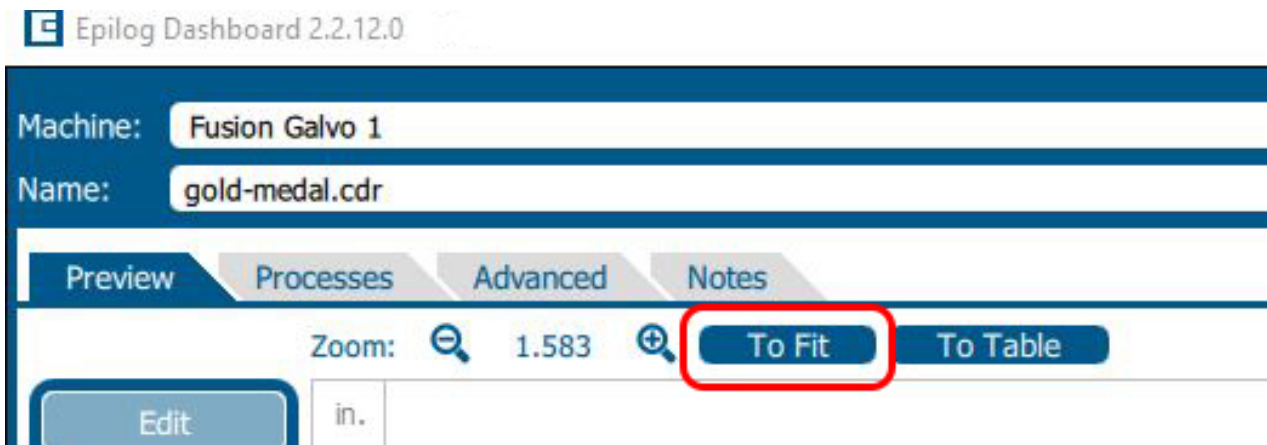 Epilog Dashboard 2.2.12.0
Machine: Fusion Galvo 1
Name: gold-medal.cdr
Preview Processes Advanced Notes
Zoom: 1.583 To Fit To Table
Edit in.